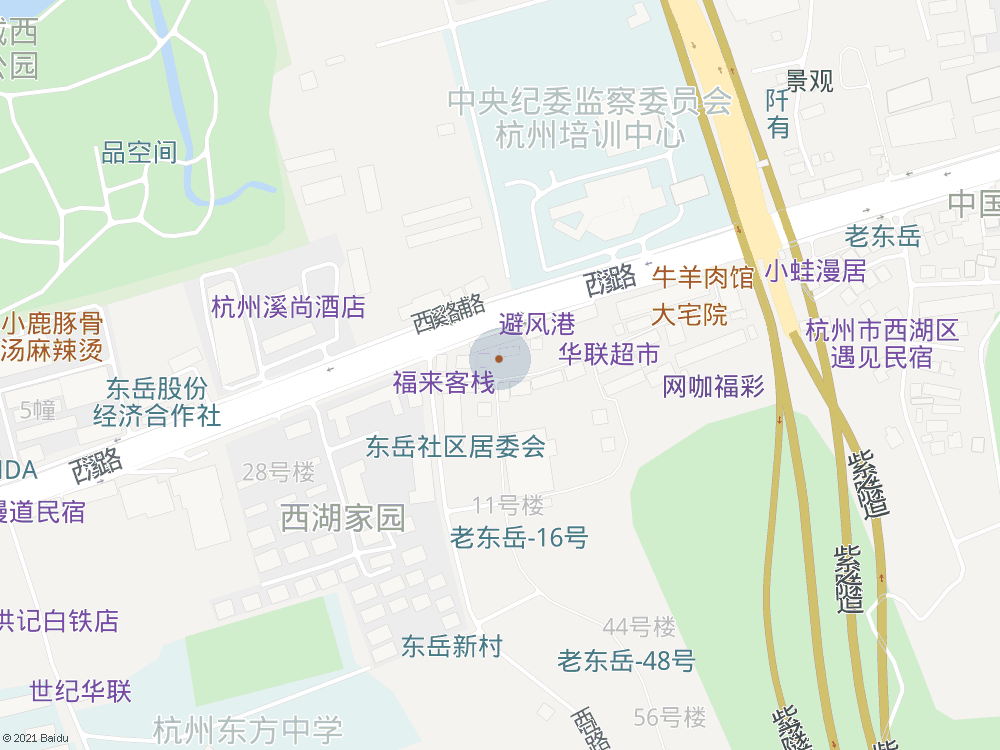 城西
公园
景观
阡
有
中央纪委监察委员会
杭州培训中心
品空间
中国
老东岳
西溪路
牛羊肉馆
小蛙漫居
杭州溪尚酒店
西溪路辅路
大宅院
小鹿豚骨
汤麻辣烫
避风港
杭州市西湖区
遇见民宿
华联超市
福来客栈
网咖福彩
东岳股份
经济合作社
5幢
东岳社区居委会
西溪路
NDA
28号楼
紫之隧道
漫道民宿
11号楼
西湖家园
老东岳-16号
紫之隧道
洪记白铁店
44号楼
东岳新村
老东岳-48号
世纪华联
56号楼
杭州东方中学
© 2021 Baidu